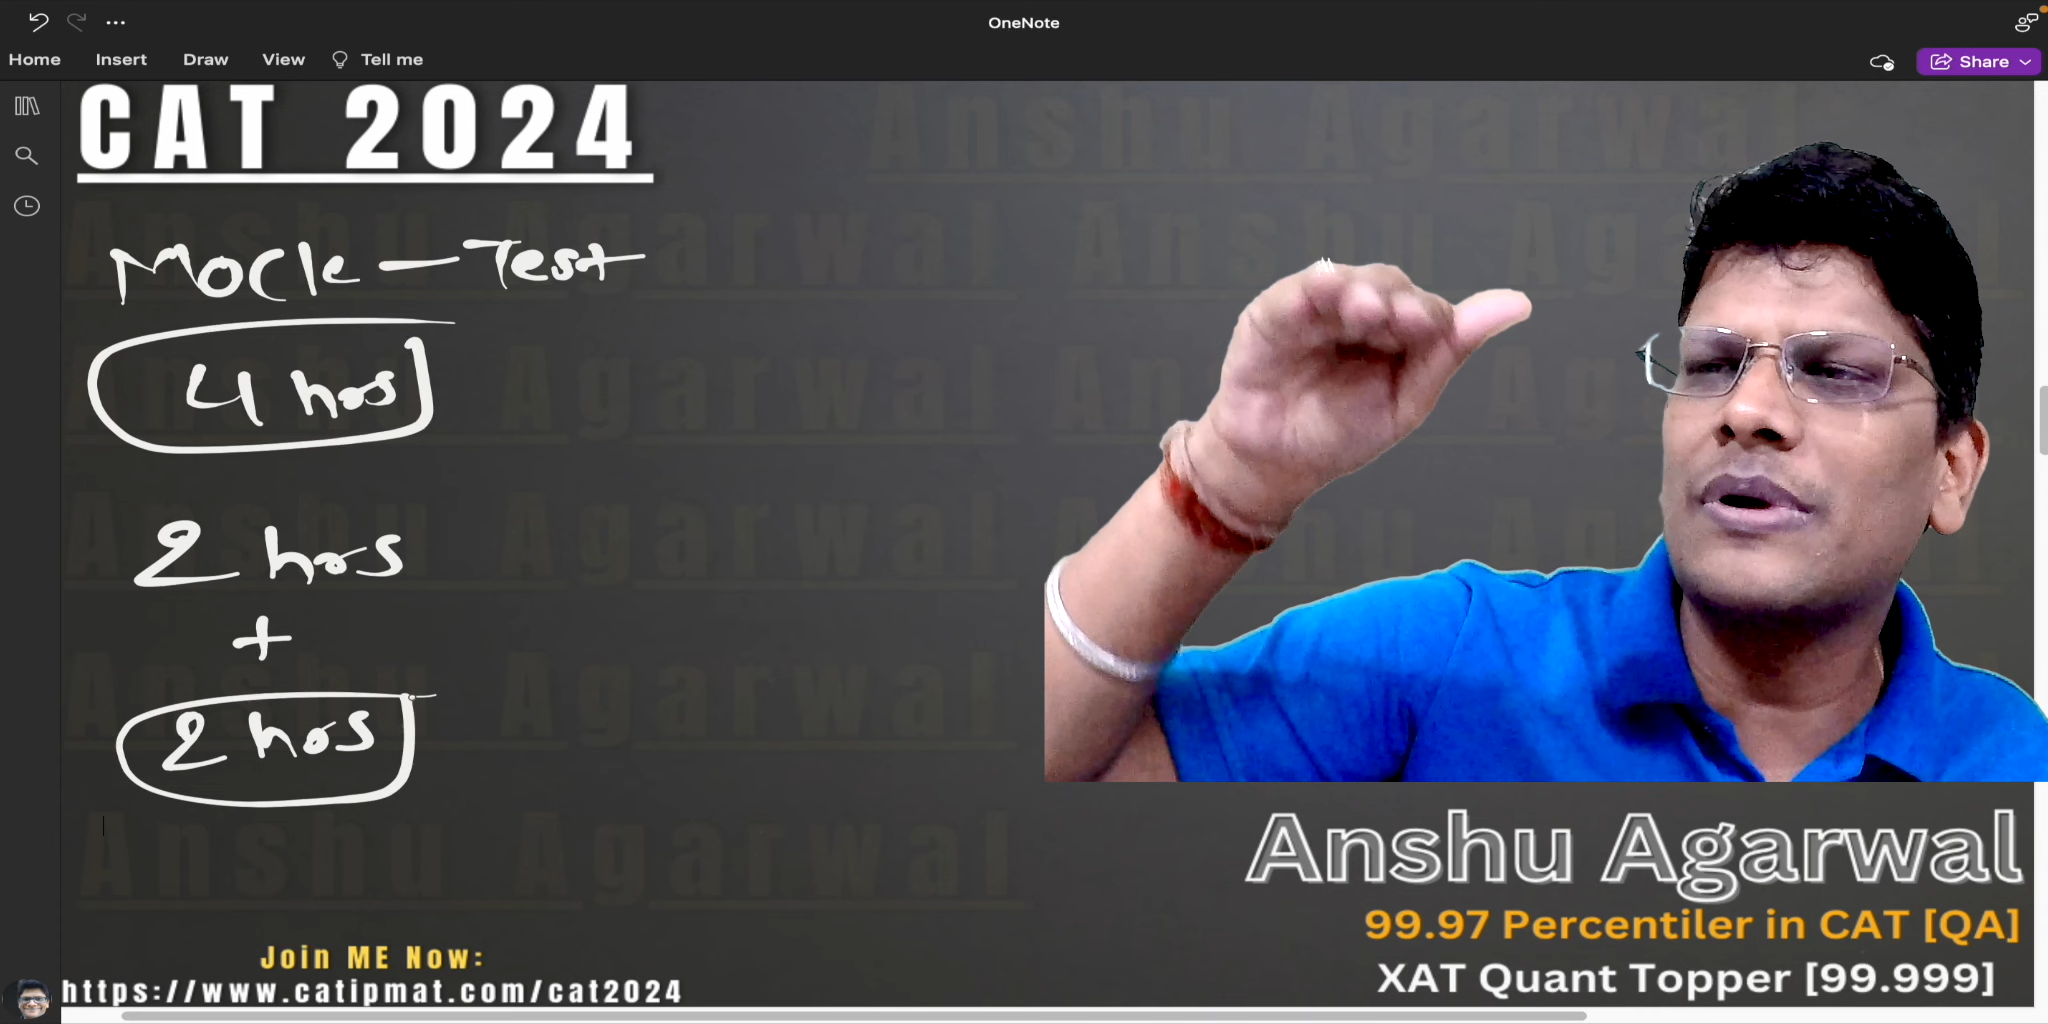 OneNote
Home Insert Draw View Tell me Share
CAT 2024
Mock - Test
4 hrs
2 hrs
+
2 hrs
Anshu Agarwal
99.97 Percentiler in CAT [QA]
XAT Quant Topper [99.999]
Join ME Now:
https://www.catipmat.com/cat2024